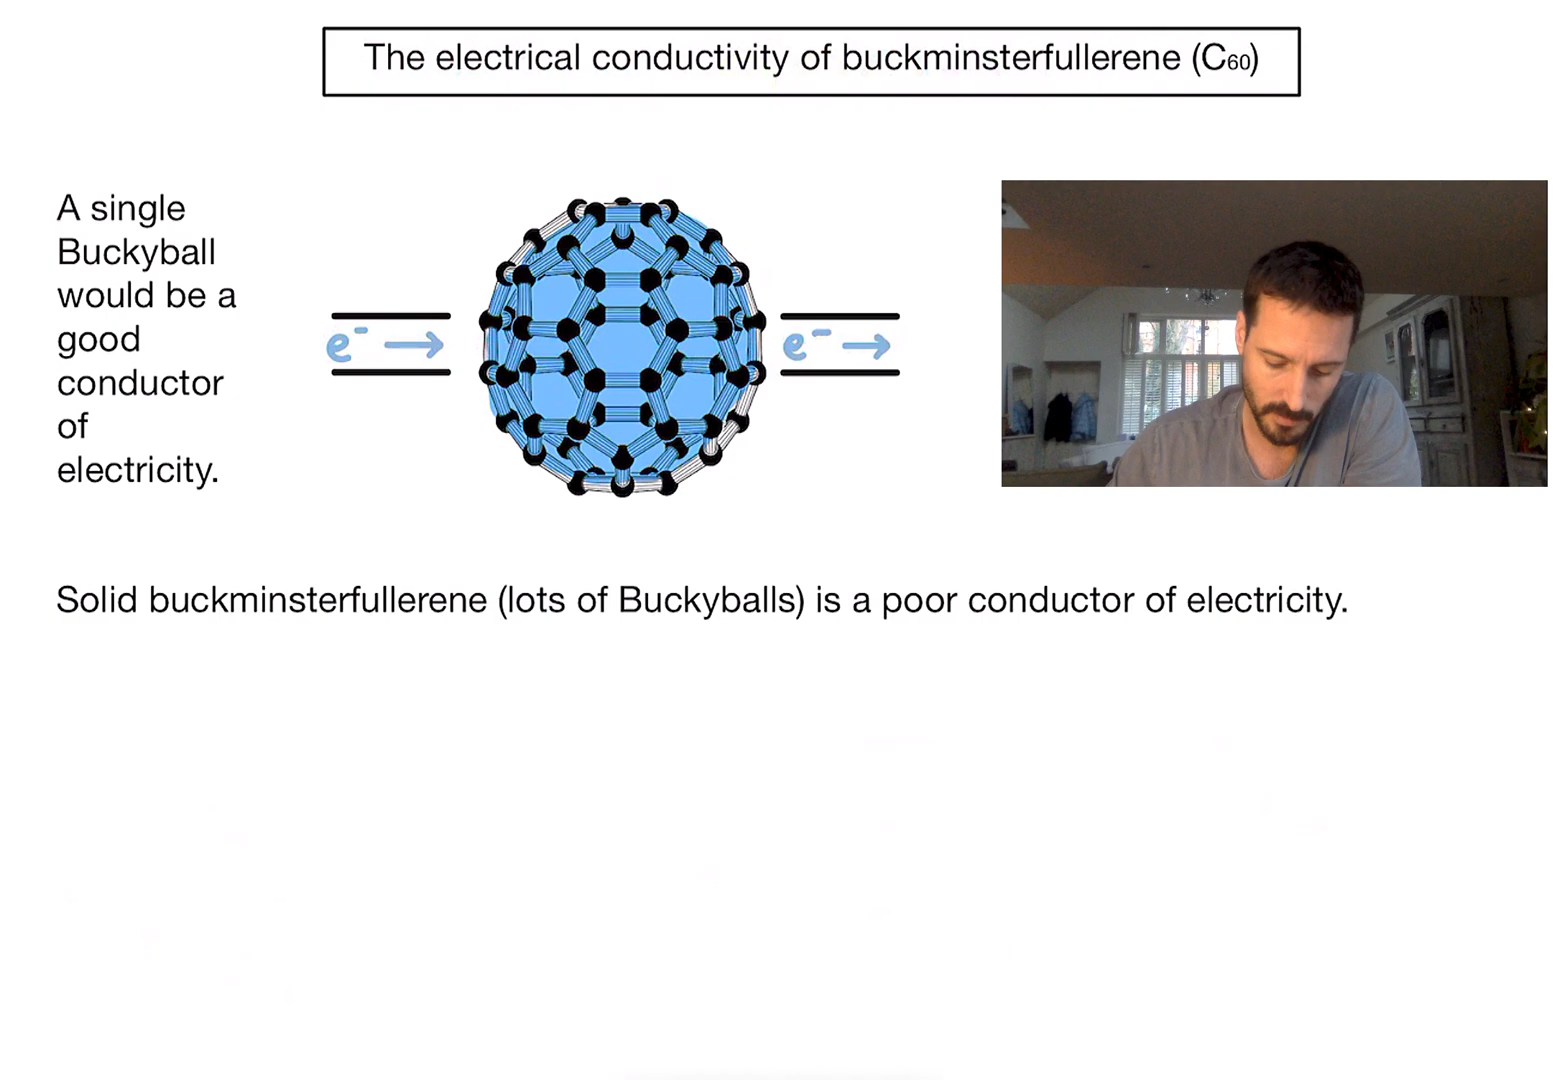 The electrical conductivity of buckminsterfullerene (C₆₀)
A single
Buckyball
would be a
good
conductor
of
electricity.
e⁻ →
e⁻ →
Solid buckminsterfullerene (lots of Buckyballs) is a poor conductor of electricity.